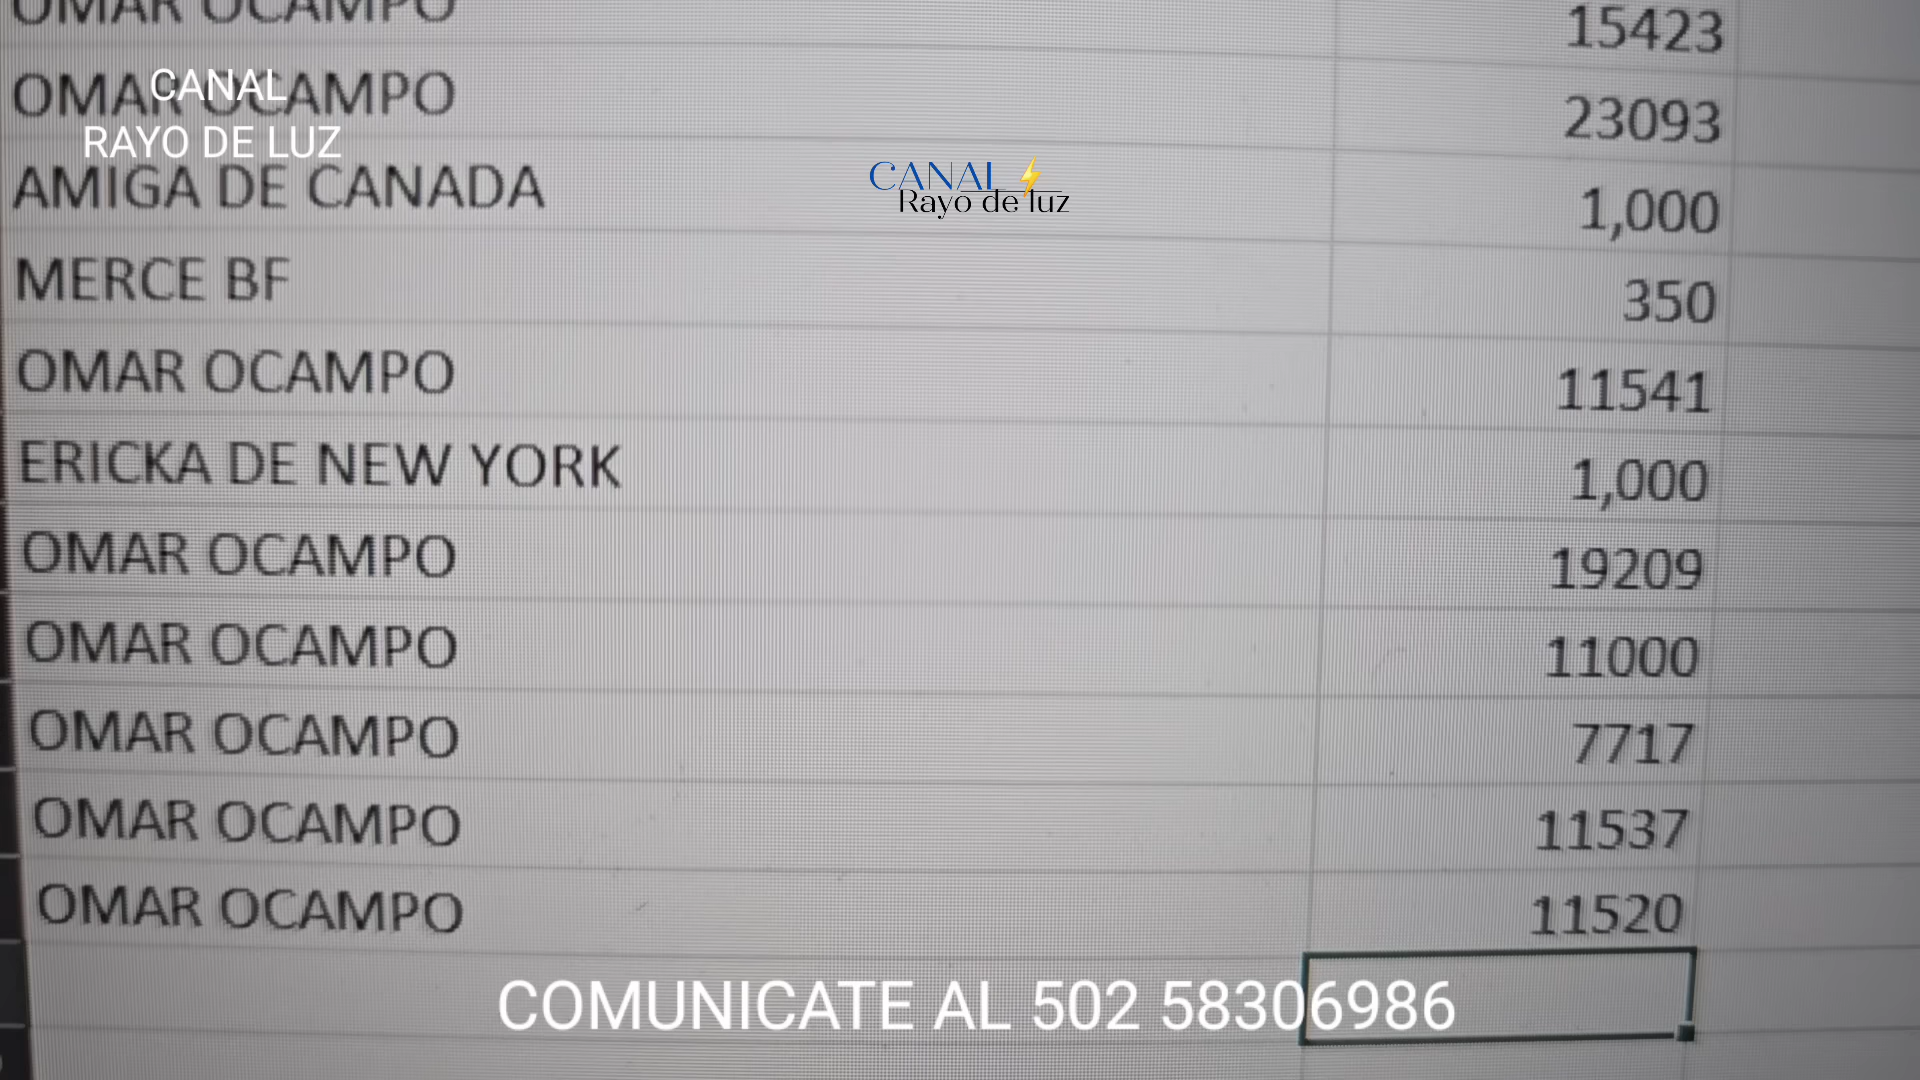 OMAR OCAMPO 15423
OMAR OCAMPO 23093
CANAL
RAYO DE LUZ
AMIGA DE CANADA 1,000
CANAL⚡
Rayo de luz
MERCE BF 350
OMAR OCAMPO 11541
ERICKA DE NEW YORK 1,000
OMAR OCAMPO 19209
OMAR OCAMPO 11000
OMAR OCAMPO 7717
OMAR OCAMPO 11537
OMAR OCAMPO 11520
COMUNICATE AL 502 58306986